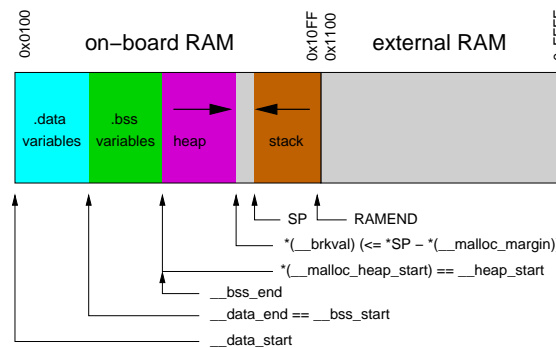 0x0100
on−board RAM
0x10FF
0x1100
external RAM
.data
variables
.bss
variables
heap
stack
SP
RAMEND
*(__brkval) (<= *SP − *(__malloc_margin)
*(__malloc_heap_start) == __heap_start
__bss_end
__data_end == __bss_start
__data_start